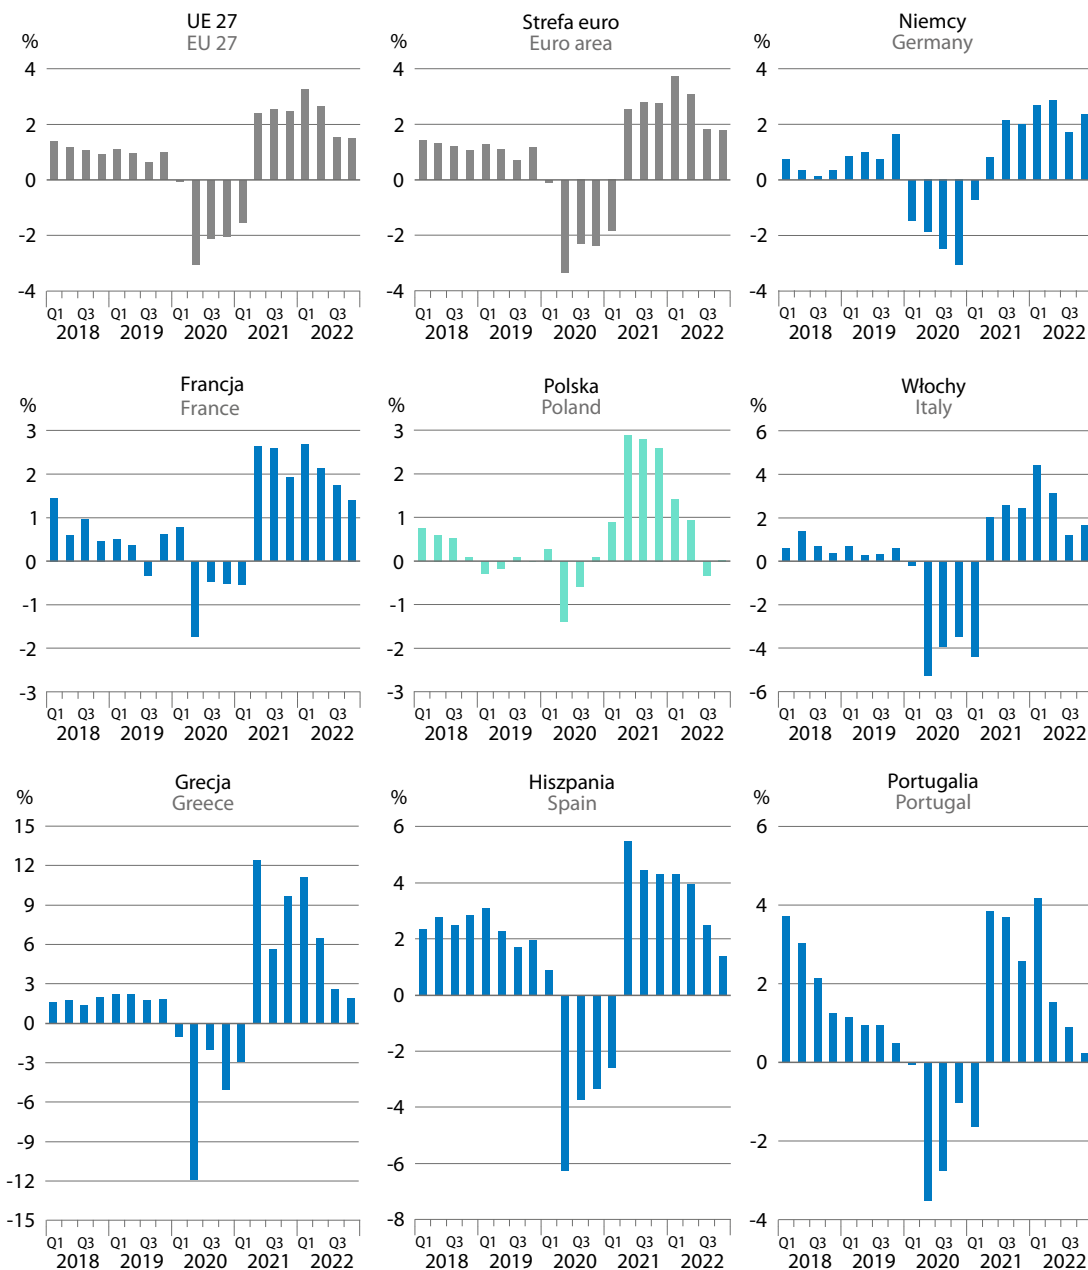 UE 27
EU 27
%
4
2
0
-2
-4
Q1 Q3 Q1 Q3 Q1 Q3 Q1 Q3 Q1 Q3
2018 2019 2020 2021 2022
Strefa euro
Euro area
%
4
2
0
-2
-4
Q1 Q3 Q1 Q3 Q1 Q3 Q1 Q3 Q1 Q3
2018 2019 2020 2021 2022
Niemcy
Germany
%
4
2
0
-2
-4
Q1 Q3 Q1 Q3 Q1 Q3 Q1 Q3 Q1 Q3
2018 2019 2020 2021 2022
Francja
France
%
3
2
1
0
-1
-2
-3
Q1 Q3 Q1 Q3 Q1 Q3 Q1 Q3 Q1 Q3
2018 2019 2020 2021 2022
Polska
Poland
%
3
2
1
0
-1
-2
-3
Q1 Q3 Q1 Q3 Q1 Q3 Q1 Q3 Q1 Q3
2018 2019 2020 2021 2022
Włochy
Italy
%
6
4
2
0
-2
-4
-6
Q1 Q3 Q1 Q3 Q1 Q3 Q1 Q3 Q1 Q3
2018 2019 2020 2021 2022
Grecja
Greece
%
15
12
9
6
3
0
-3
-6
-9
-12
-15
Q1 Q3 Q1 Q3 Q1 Q3 Q1 Q3 Q1 Q3
2018 2019 2020 2021 2022
Hiszpania
Spain
%
6
4
2
0
-2
-4
-6
-8
Q1 Q3 Q1 Q3 Q1 Q3 Q1 Q3 Q1 Q3
2018 2019 2020 2021 2022
Portugalia
Portugal
%
6
4
2
0
-2
-4
Q1 Q3 Q1 Q3 Q1 Q3 Q1 Q3 Q1 Q3
2018 2019 2020 2021 2022